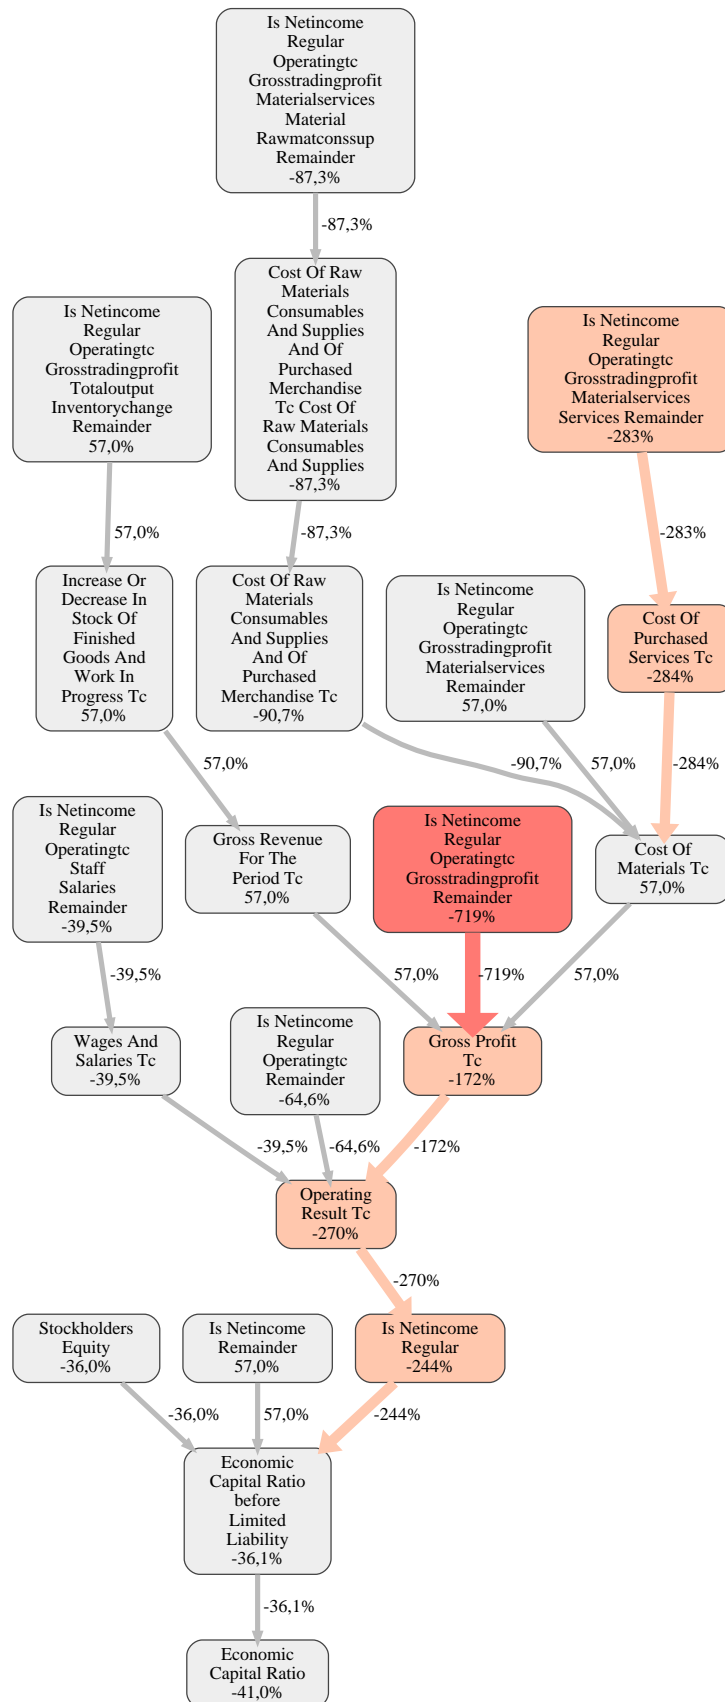 Is Netincome
Regular
Operatingtc
Grosstradingprofit
Materialservices
Material
Rawmatconssup
Remainder
-87,3%
-87,3%
Cost Of Raw
Materials
Consumables
And Supplies
And Of
Purchased
Merchandise
Tc Cost Of
Raw Materials
Consumables
And Supplies
-87,3%
Is Netincome
Regular
Operatingtc
Grosstradingprofit
Totaloutput
Inventorychange
Remainder
57,0%
Is Netincome
Regular
Operatingtc
Grosstradingprofit
Materialservices
Services Remainder
-283%
57,0%
-87,3%
-283%
Increase Or
Decrease In
Stock Of
Finished
Goods And
Work In
Progress Tc
57,0%
Cost Of Raw
Materials
Consumables
And Supplies
And Of
Purchased
Merchandise Tc
-90,7%
Is Netincome
Regular
Operatingtc
Grosstradingprofit
Materialservices
Remainder
57,0%
Cost Of
Purchased
Services Tc
-284%
57,0%
-90,7%
57,0%
-284%
Is Netincome
Regular
Operatingtc
Staff
Salaries
Remainder
-39,5%
Gross Revenue
For The
Period Tc
57,0%
Is Netincome
Regular
Operatingtc
Grosstradingprofit
Remainder
-719%
Cost Of
Materials Tc
57,0%
-39,5%
57,0%
-719%
57,0%
Wages And
Salaries Tc
-39,5%
Is Netincome
Regular
Operatingtc
Remainder
-64,6%
Gross Profit
Tc
-172%
-39,5%
-64,6%
-172%
Operating
Result Tc
-270%
-270%
Stockholders
Equity
-36,0%
Is Netincome
Remainder
57,0%
Is Netincome
Regular
-244%
-36,0%
57,0%
-244%
Economic
Capital Ratio
before
Limited
Liability
-36,1%
-36,1%
Economic
Capital Ratio
-41,0%